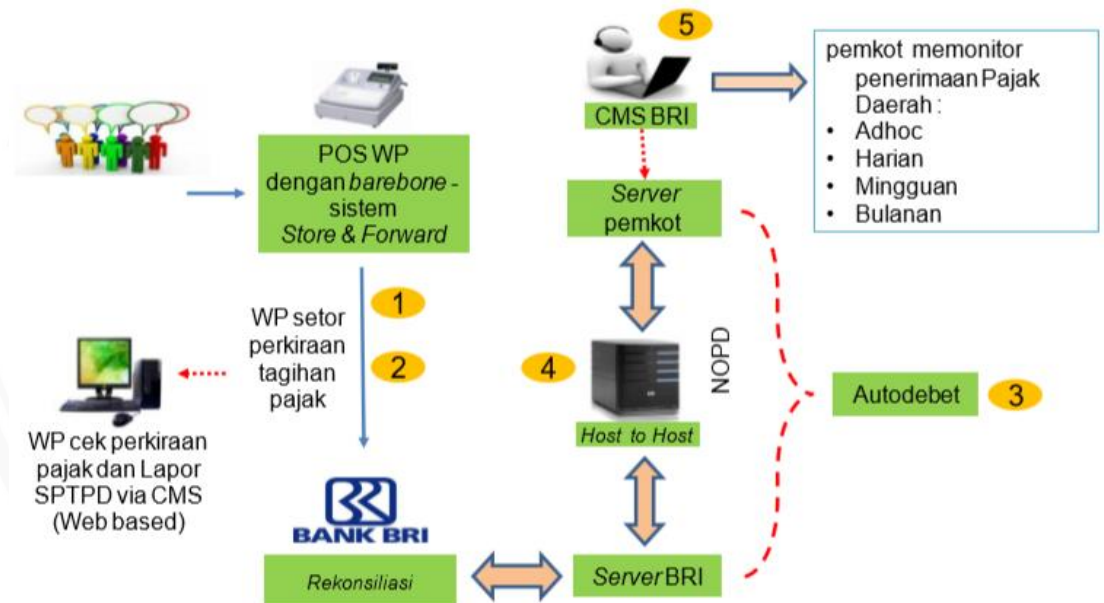 POS WP
dengan barebone -
sistem
Store & Forward
1
WP setor
perkiraan
tagihan
pajak
2
WP cek perkiraan
pajak dan Lapor
SPTPD via CMS
(Web based)
BANK BRI
Rekonsiliasi
5
CMS BRI
Server
pemkot
4
NOPD
Host to Host
Server BRI
Autodebet
3
pemkot memonitor
penerimaan Pajak
Daerah :
• Adhoc
• Harian
• Mingguan
• Bulanan